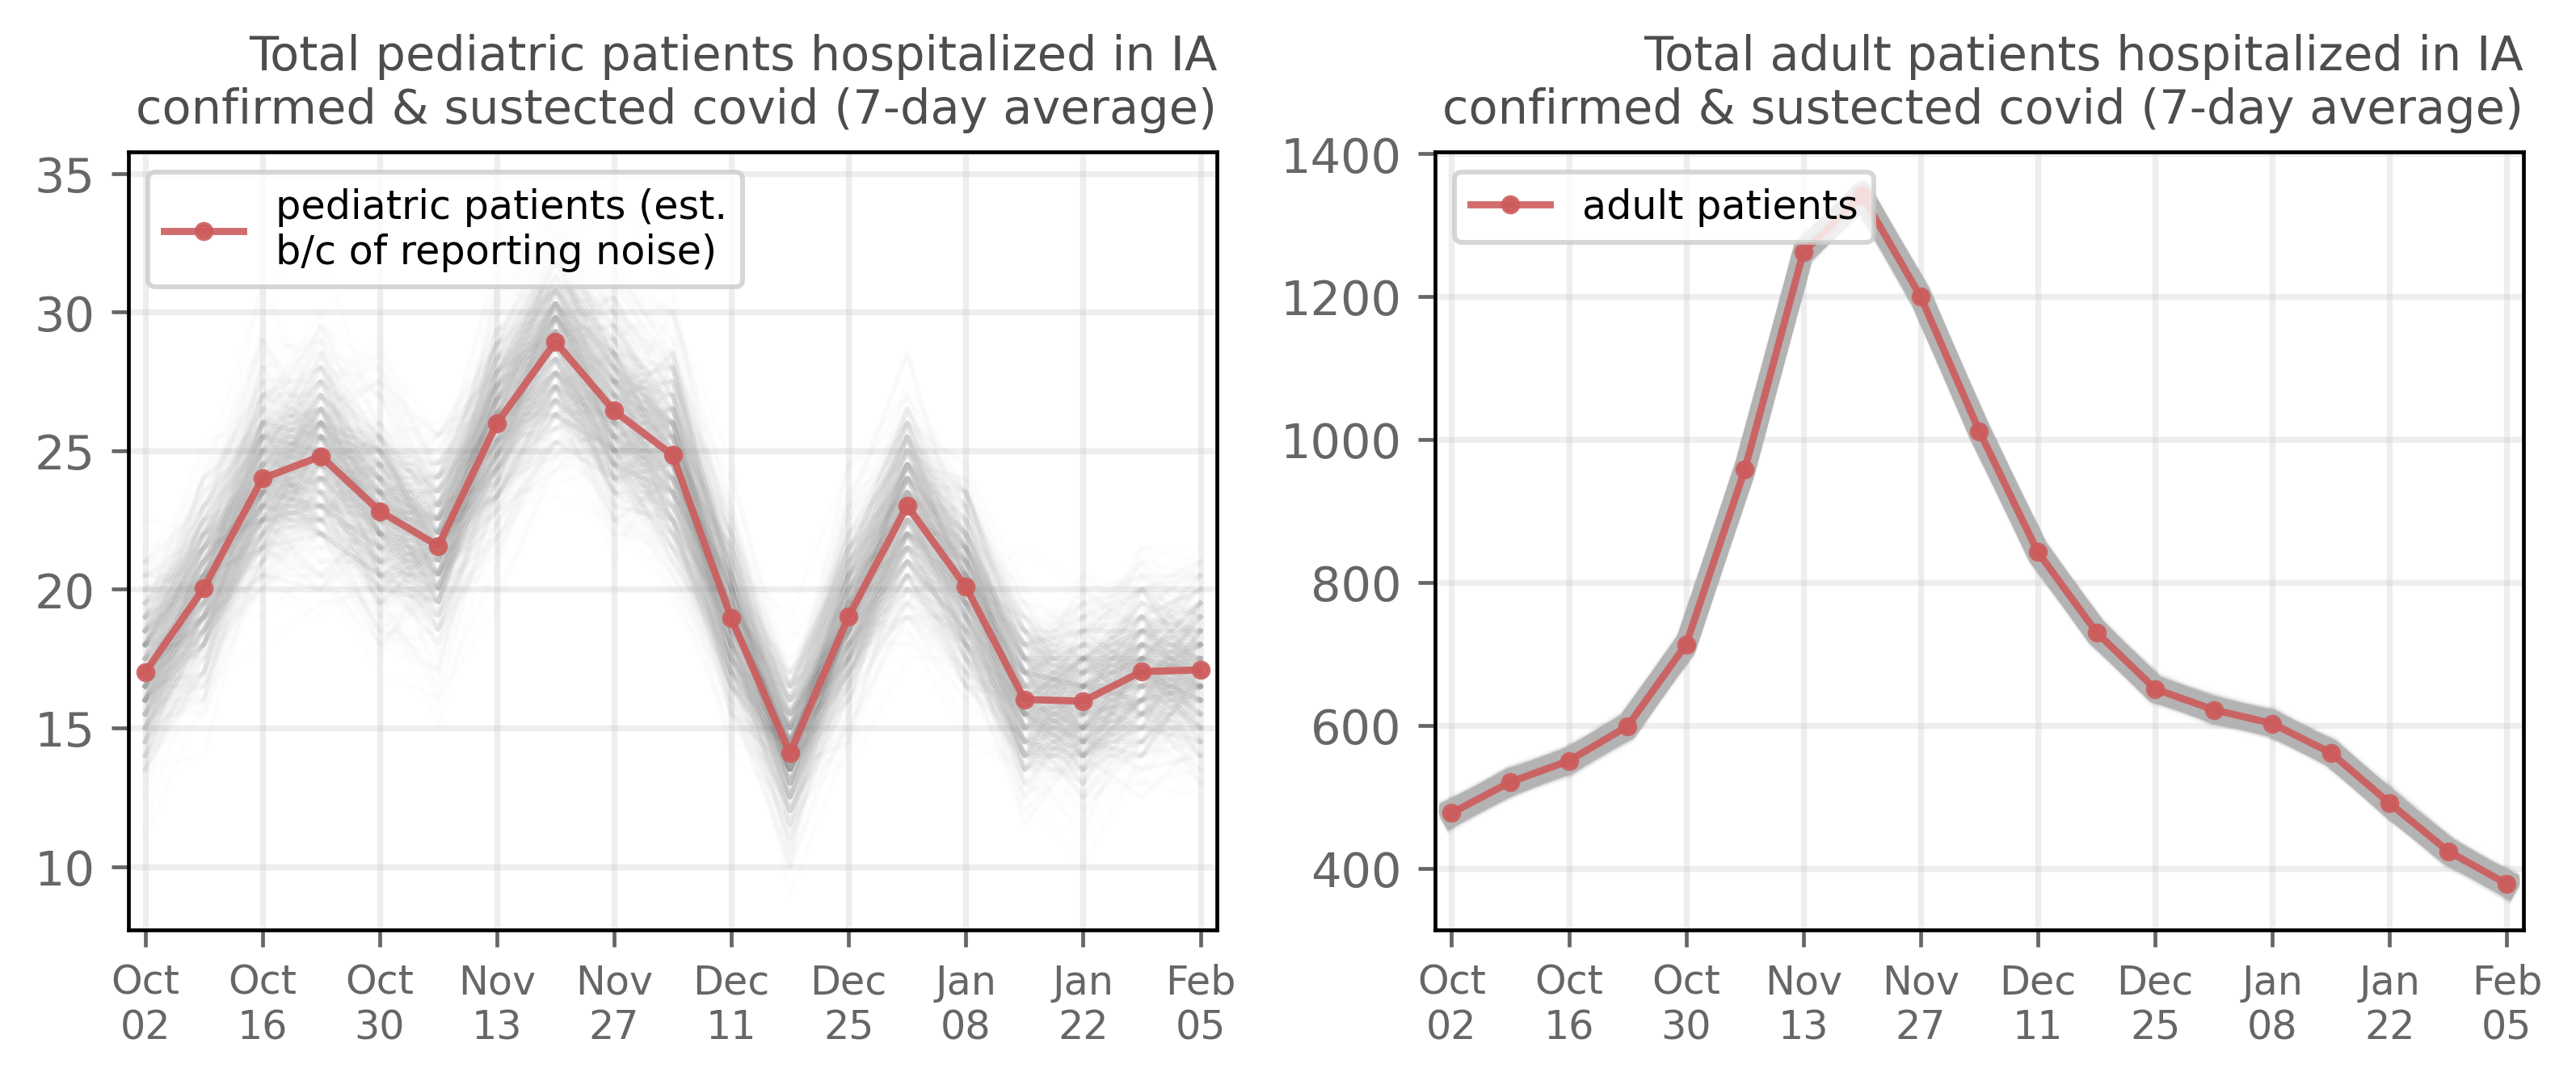 Total pediatric patients hospitalized in IA
confirmed & sustected covid (7-day average)
35
30
25
20
15
10
pediatric patients (est.
b/c of reporting noise)
Oct
02
Oct
16
Oct
30
Nov
13
Nov
27
Dec
11
Dec
25
Jan
08
Jan
22
Feb
05
Total adult patients hospitalized in IA
confirmed & sustected covid (7-day average)
1400
1200
1000
800
600
400
adult patients
Oct
02
Oct
16
Oct
30
Nov
13
Nov
27
Dec
11
Dec
25
Jan
08
Jan
22
Feb
05